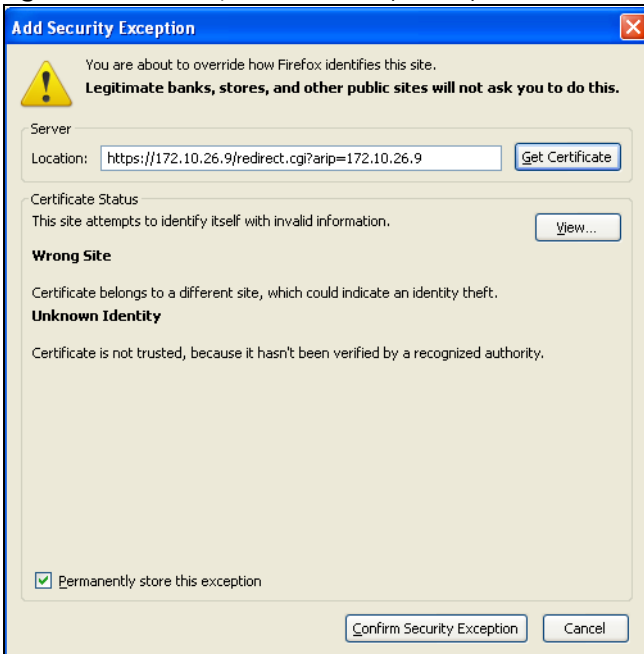 Add Security Exception
You are about to override how Firefox identifies this site.
Legitimate banks, stores, and other public sites will not ask you to do this.
Server
Location: https://172.10.26.9/redirect.cgi?arip=172.10.26.9 Get Certificate
Certificate Status
This site attempts to identify itself with invalid information. View...
Wrong Site
Certificate belongs to a different site, which could indicate an identity theft.
Unknown Identity
Certificate is not trusted, because it hasn't been verified by a recognized authority.
Permanently store this exception
Confirm Security Exception Cancel